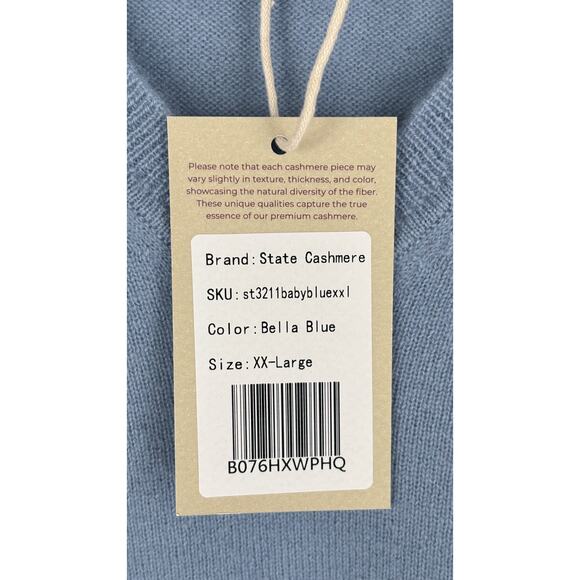 Please note that each cashmere piece may
vary slightly in texture, thickness, and color,
showcasing the natural diversity of the fiber.
These unique qualities capture the true
essence of our premium cashmere.
Brand:State Cashmere
SKU:st3211babybluexxl
Color:Bella Blue
Size:XX-Large
B076HXWPHQ